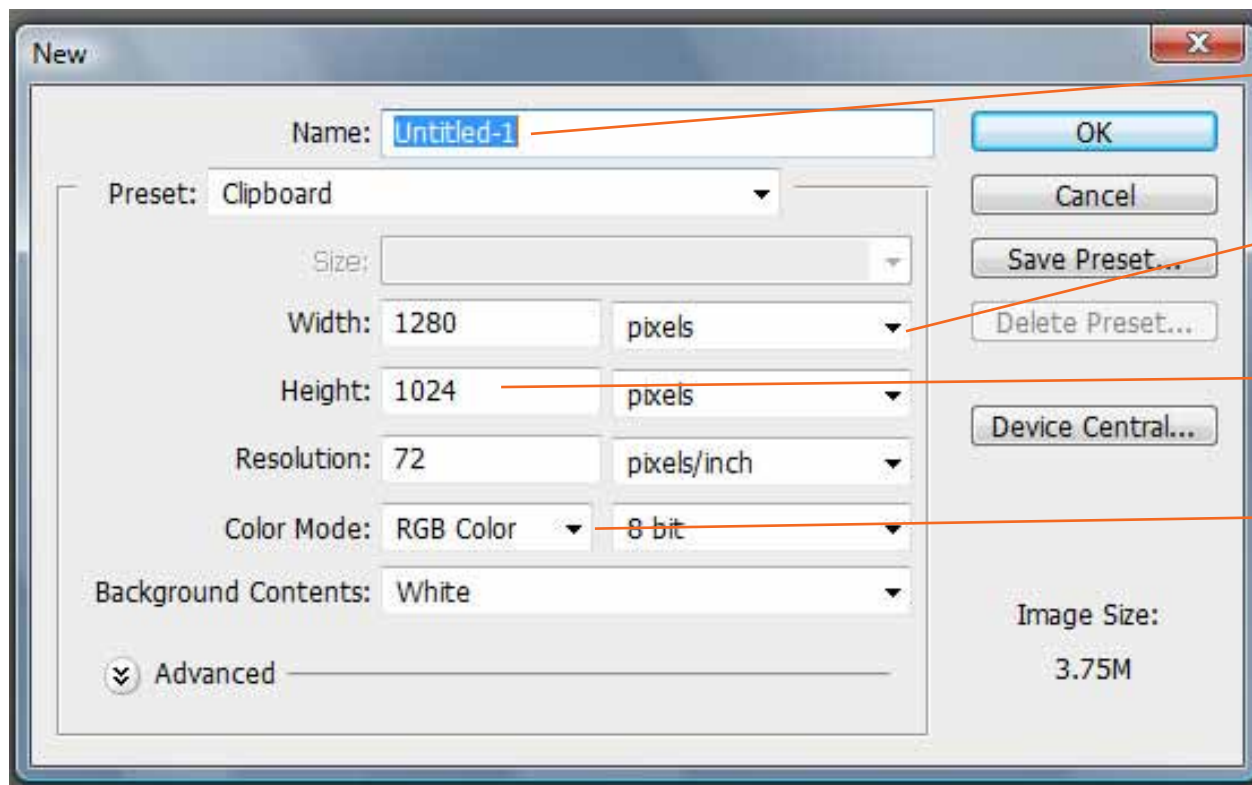 New
Name: Untitled-1
OK
Preset: Clipboard
Cancel
Size:
Save Preset...
Width: 1280 pixels
Delete Preset...
Height: 1024 pixels
Device Central...
Resolution: 72 pixels/inch
Color Mode: RGB Color 8 bit
Background Contents: White
Image Size:
3.75M
Advanced